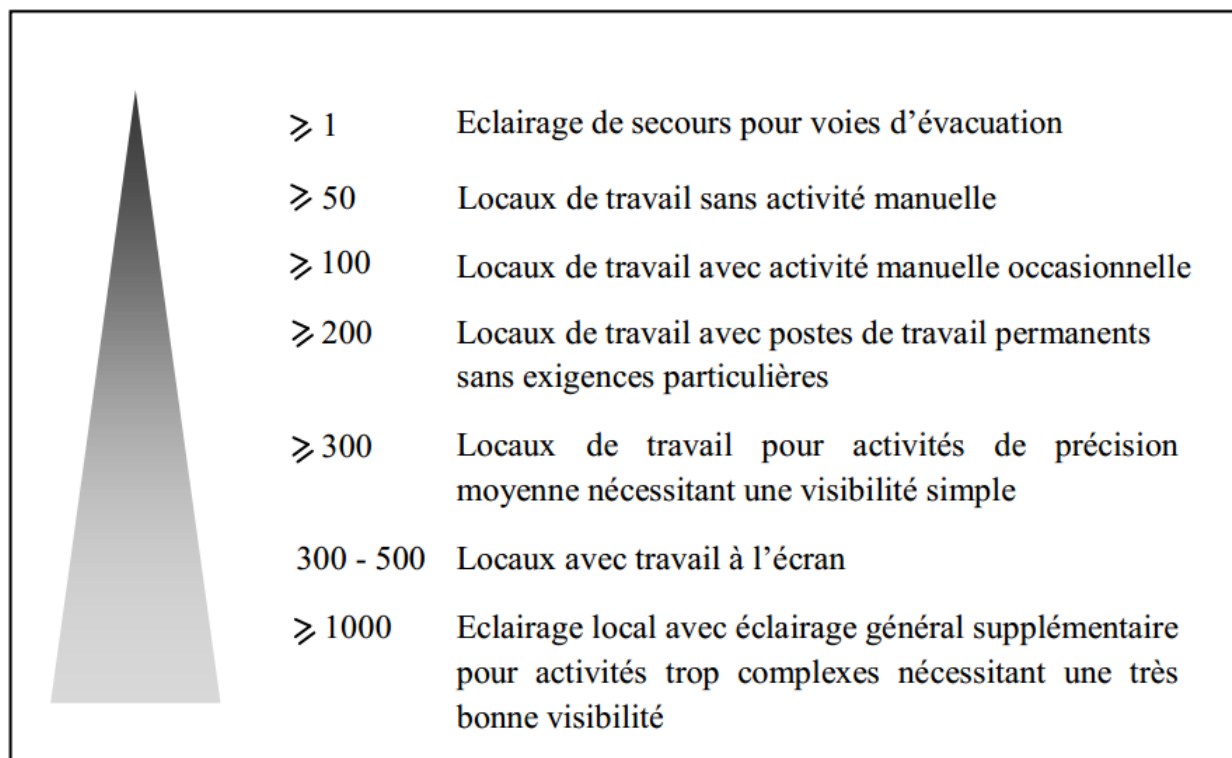 ⩾ 1 Eclairage de secours pour voies d’évacuation
⩾ 50 Locaux de travail sans activité manuelle
⩾ 100 Locaux de travail avec activité manuelle occasionnelle
⩾ 200 Locaux de travail avec postes de travail permanents
sans exigences particulières
⩾ 300 Locaux de travail pour activités de précision
moyenne nécessitant une visibilité simple
300 - 500 Locaux avec travail à l’écran
⩾ 1000 Eclairage local avec éclairage général supplémentaire
pour activités trop complexes nécessitant une très
bonne visibilité